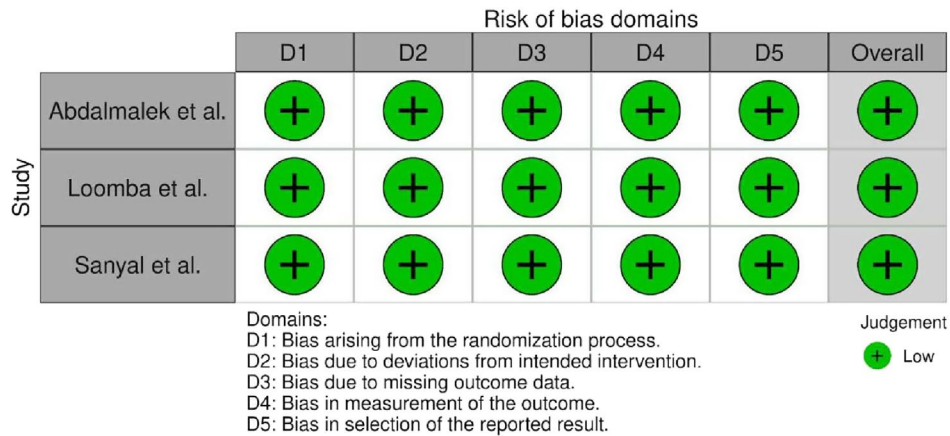 Risk of bias domains
D1 D2 D3 D4 D5 Overall
Study
Abdalmalek et al.
Loomba et al.
Sanyal et al.
Domains:
D1: Bias arising from the randomization process.
D2: Bias due to deviations from intended intervention.
D3: Bias due to missing outcome data.
D4: Bias in measurement of the outcome.
D5: Bias in selection of the reported result.
Judgement
Low